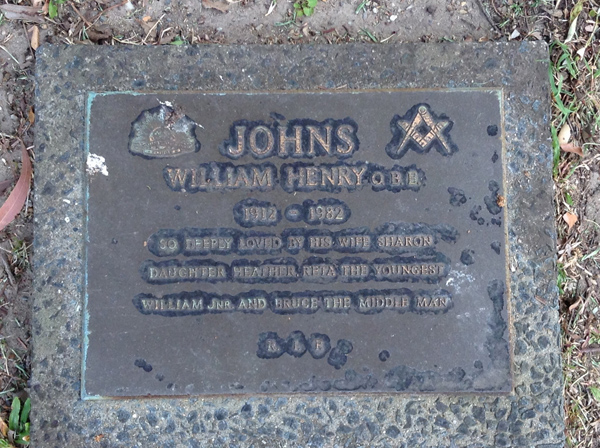 JOHNS
WILLIAM HENRY O.B.E.
1912 - 1982
SO DEEPLY LOVED BY HIS WIFE SHARON
DAUGHTER HEATHER, RETA THE YOUNGEST
WILLIAM JNR. AND BRUCE THE MIDDLE MAN
R. I. P.